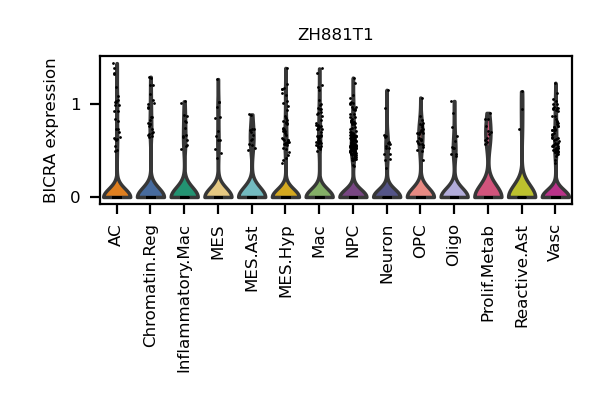 ZH881T1
BICRA expression
1
0
AC
Chromatin.Reg
Inflammatory.Mac
MES
MES.Ast
MES.Hyp
Mac
NPC
Neuron
OPC
Oligo
Prolif.Metab
Reactive.Ast
Vasc